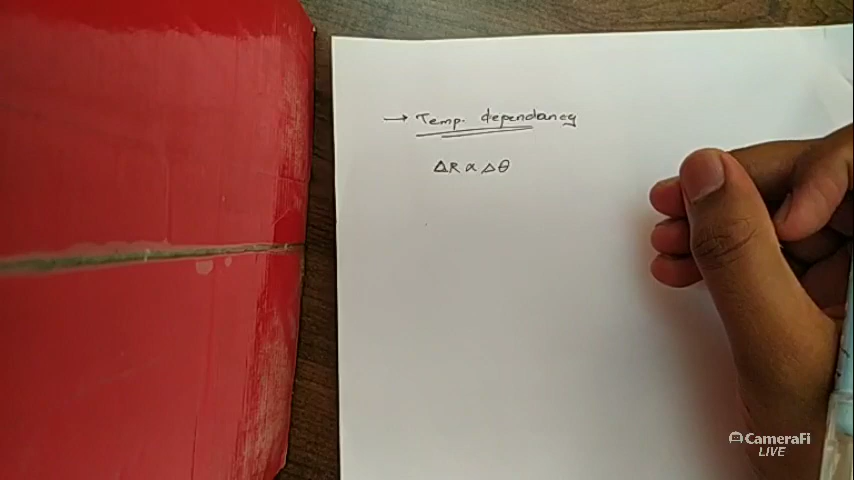 → Temp. dependancy
ΔR ∝ Δθ
CameraFi
LIVE